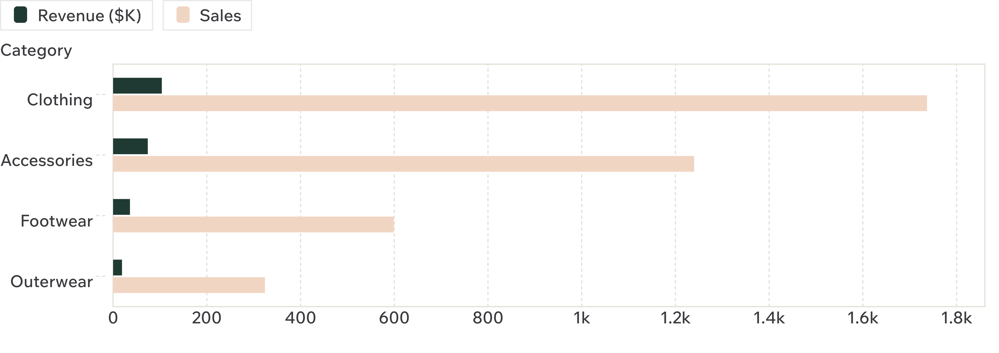 Revenue ($K) Sales
Category
Clothing
Accessories
Footwear
Outerwear
0 200 400 600 800 1k 1.2k 1.4k 1.6k 1.8k